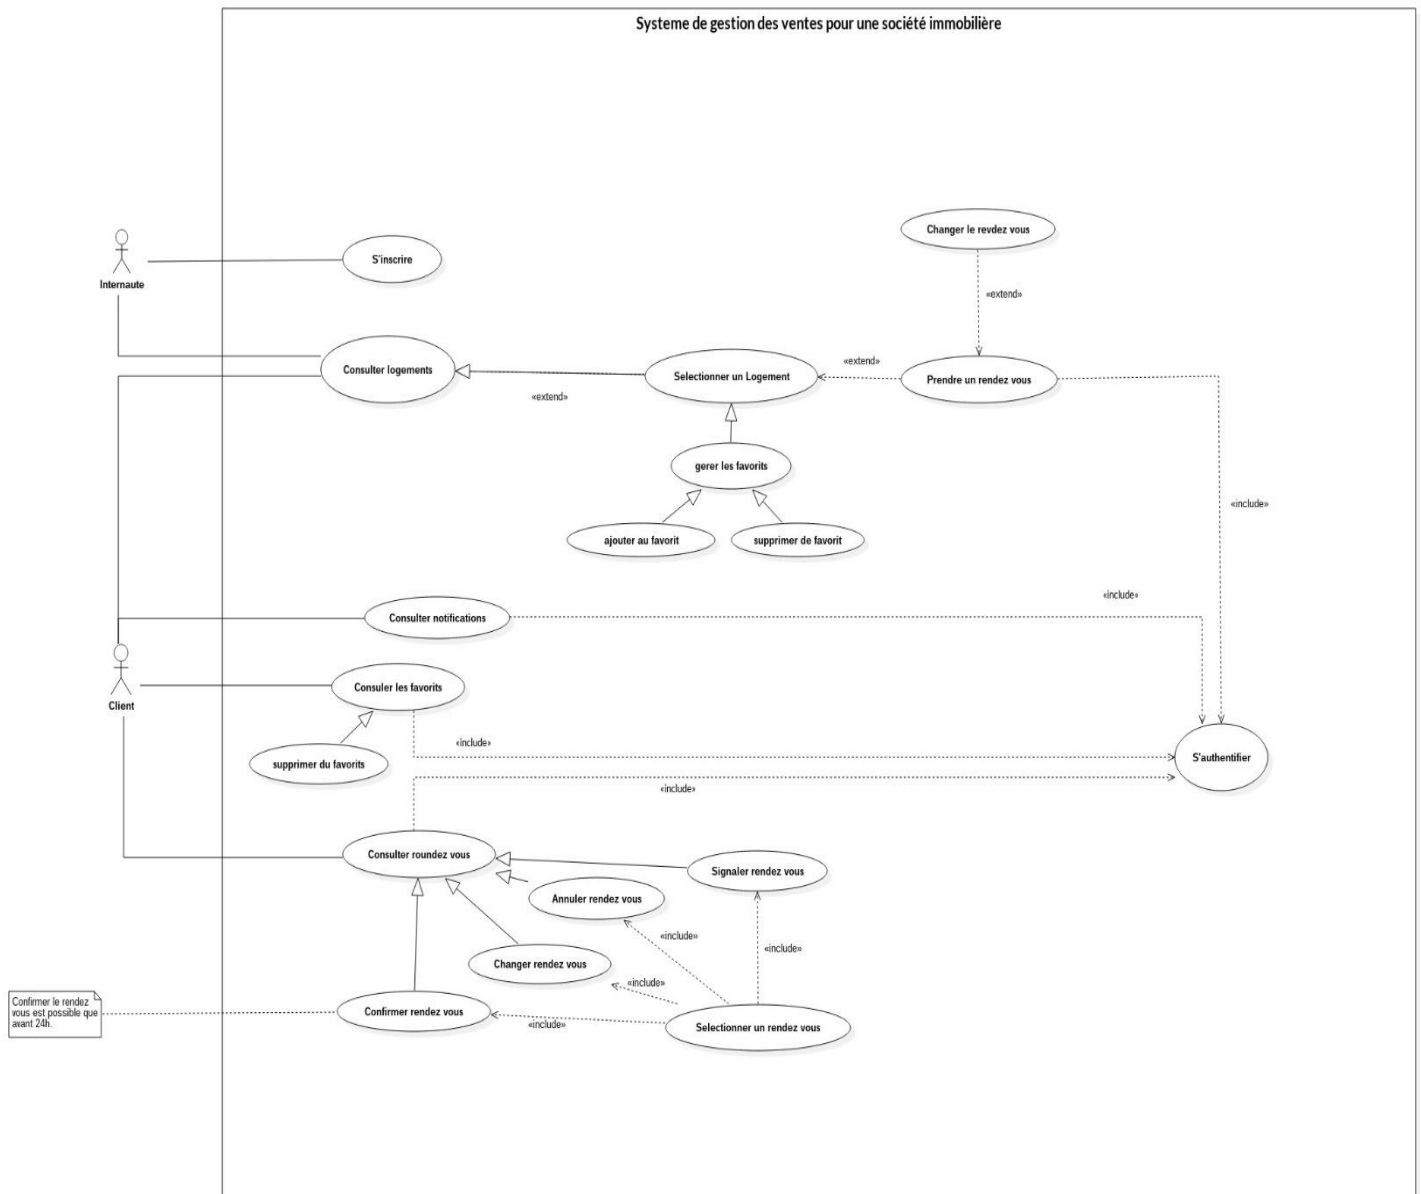 Systeme de gestion des ventes pour une société immobilière
Changer le revdez vous
S'inscrire
Internaute
«extend»
Consulter logements
«extend»
Selectionner un Logement
Prendre un rendez vous
«extend»
gerer les favorits
«include»
ajouter au favorit
supprimer de favorit
«include»
Consulter notifications
Client
Consuler les favorits
«include»
supprimer du favorits
S'authentifier
«include»
Consulter roundez vous
Signaler rendez vous
Annuler rendez vous
«include»
«include»
Changer rendez vous
«include»
Confirmer le rendez
vous est possible que
avant 24h.
Confirmer rendez vous
«include»
Selectionner un rendez vous